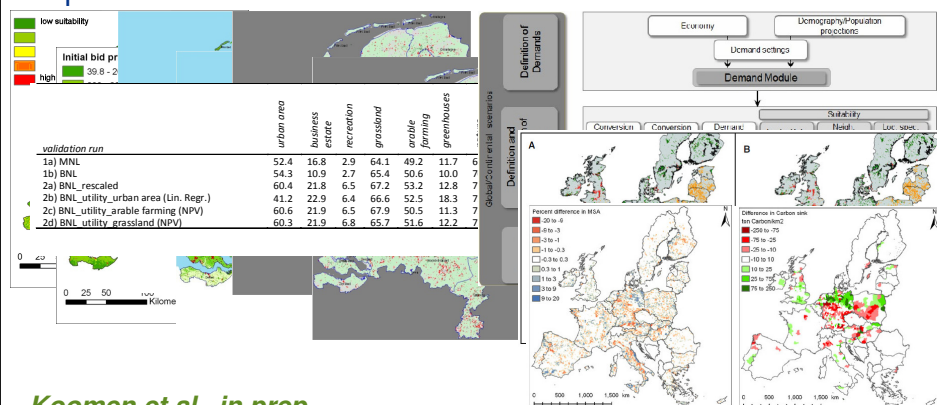 low suitability
high
Initial bid pr
39.8 - 2
validation run
urban area
business estate
recreation
grassland
arable farming
greenhouses
1a) MNL 52.4 16.8 2.9 64.1 49.2 11.7 6
1b) BNL 54.3 10.9 2.7 65.4 50.6 10.0 7
2a) BNL_rescaled 60.4 21.8 6.5 67.2 53.2 12.8 7
2b) BNL_utility_urban area (Lin. Regr.) 41.2 22.9 6.4 66.6 52.5 18.3 7
2c) BNL_utility_arable farming (NPV) 60.6 21.9 6.5 67.9 50.5 11.3 7
2d) BNL_utility_grassland (NPV) 60.3 21.9 6.8 65.7 51.6 12.2 7
0 25
0 25 50 100
Kilome
Global/Continental scenarios
Definition of
Demands
Definition and
of
Economy
Demography/Population
projections
Demand settings
Demand Module
Suitability
Conversion
Conversion
Demand
Neigh.
Loc. spec.
A
Percent difference in MSA
-20 to -9
-9 to -3
-3 to -1
-1 to -0.3
-0.3 to 0.3
0.3 to 1
1 to 3
3 to 9
9 to 20
N
0 500 1,000 1,500 km
B
Difference in Carbon sink
ton Carbon/km2
-250 to -75
-75 to -25
-25 to -10
-10 to 10
10 to 25
25 to 75
75 to 250
N
0 500 1,000 1,500 km
Koomen et al., in prep.